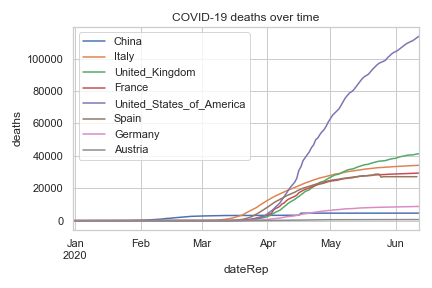 COVID-19 deaths over time
deaths
100000
80000
60000
40000
20000
0
China
Italy
United_Kingdom
France
United_States_of_America
Spain
Germany
Austria
Jan
2020
Feb
Mar
Apr
May
Jun
dateRep